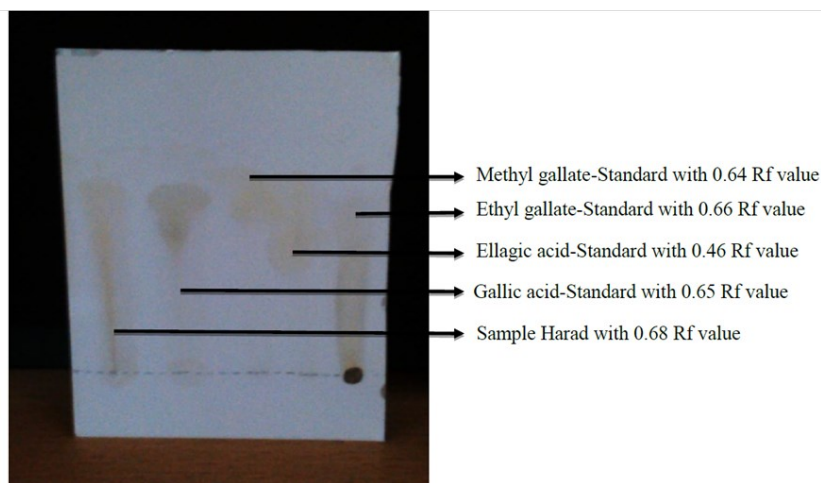 Methyl gallate-Standard with 0.64 Rf value
Ethyl gallate-Standard with 0.66 Rf value
Ellagic acid-Standard with 0.46 Rf value
Gallic acid-Standard with 0.65 Rf value
Sample Harad with 0.68 Rf value